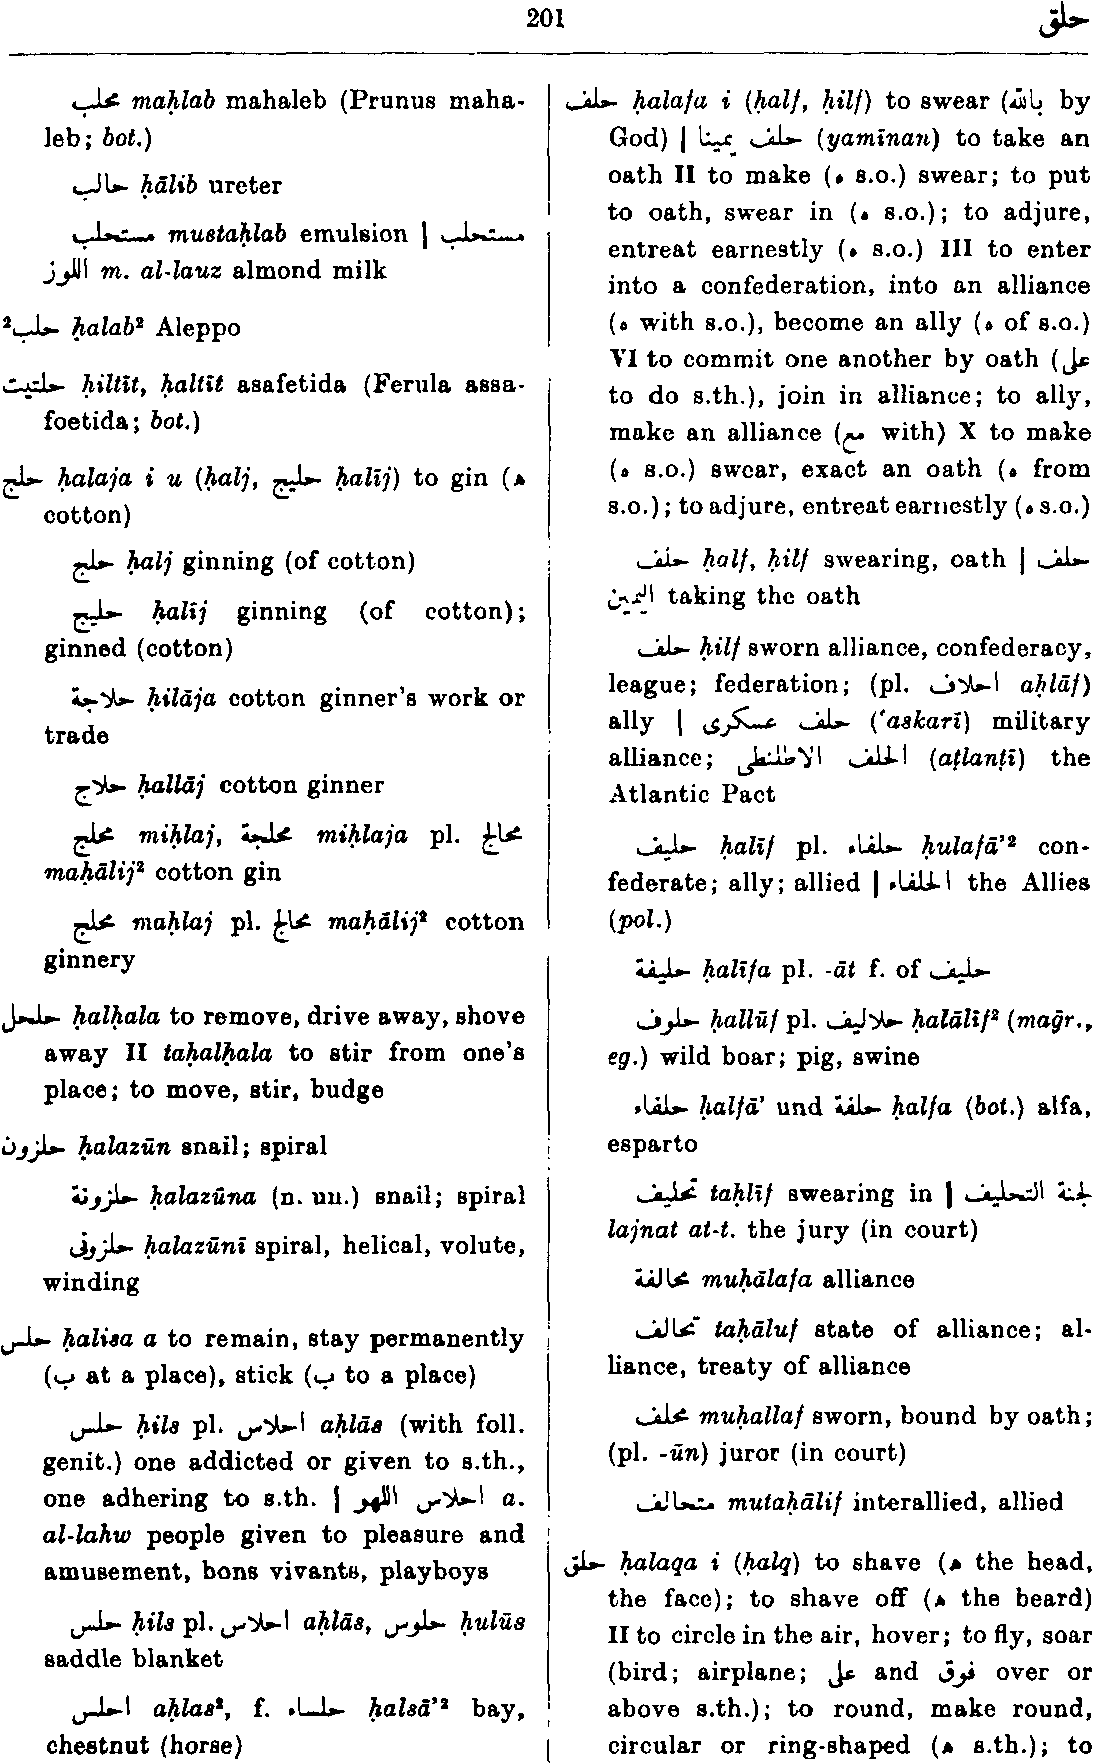 201
حلق
محلب maḥlab mahaleb (Prunus maha-
leb; bot.)
حالب ḥālib ureter
مستحلب mustaḥlab emulsion | مستحلب
اللوز m. al-lauz almond milk
²حلب ḥalab² Aleppo
حلتيت ḥiltīt, ḥaltīt asafetida (Ferula assa-
foetida; bot.)
حلج ḥalaja i u (ḥalj, حليج ḥalīj) to gin (ه
cotton)
حلج ḥalj ginning (of cotton)
حليج ḥalīj ginning (of cotton);
ginned (cotton)
حلاجة ḥilāja cotton ginner's work or
trade
حلاج ḥallāj cotton ginner
محلج miḥlaj, محلجة miḥlaja pl. محالج
maḥālij² cotton gin
محلج maḥlaj pl. محالج maḥālij² cotton
ginnery
حلحل ḥalḥala to remove, drive away, shove
away II taḥalḥala to stir from one's
place; to move, stir, budge
حلزون ḥalazūn snail; spiral
حلزونة ḥalazūna (n. un.) snail; spiral
حلزونى ḥalazūnī spiral, helical, volute,
winding
حلس ḥalisa a to remain, stay permanently
(ب at a place), stick (ب to a place)
حلس ḥils pl. احلاس aḥlās (with foll.
genit.) one addicted or given to s.th.,
one adhering to s.th. | احلاس اللهو a.
al-lahw people given to pleasure and
amusement, bons vivants, playboys
حلس ḥils pl. احلاس aḥlās, حلوس ḥulūs
saddle blanket
احلس aḥlas², f. حلساء ḥalsā'² bay,
chestnut (horse)
حلف ḥalafa i (ḥalf, ḥilf) to swear (بالله by
God) | حلف يمينا (yamīnan) to take an
oath II to make (ه s.o.) swear; to put
to oath, swear in (ه s.o.); to adjure,
entreat earnestly (ه s.o.) III to enter
into a confederation, into an alliance
(ه with s.o.), become an ally (ه of s.o.)
VI to commit one another by oath (على
to do s.th.), join in alliance; to ally,
make an alliance (مع with) X to make
(ه s.o.) swear, exact an oath (ه from
s.o.); to adjure, entreat earnestly (ه s.o.)
حلف ḥalf, ḥilf swearing, oath | حلف
اليمين taking the oath
حلف ḥilf sworn alliance, confederacy,
league; federation; (pl. احلاف aḥlāf)
ally | حلف عسكرى (‘askarī) military
alliance; الحلف الاطلنطى (aṭlanṭī) the
Atlantic Pact
حليف ḥalīf pl. حلفاء ḥulafā'² con-
federate; ally; allied | الحلفاء the Allies
(pol.)
حليفة ḥalīfa pl. -āt f. of حليف
حلوف ḥallūf pl. حلاليف ḥalālīf² (maḡr.,
eg.) wild boar; pig, swine
حلفاء ḥalfā' und حلفة ḥalfa (bot.) alfa,
esparto
تحليف taḥlīf swearing in | لجنة التحليف
lajnat at-t. the jury (in court)
محالفة muḥālafa alliance
تحالف taḥāluf state of alliance; al-
liance, treaty of alliance
محلف muḥallaf sworn, bound by oath;
(pl. -ūn) juror (in court)
متحالف mutaḥālif interallied, allied
حلق ḥalaqa i (ḥalq) to shave (ه the head,
the face); to shave off (ه the beard)
II to circle in the air, hover; to fly, soar
(bird; airplane; على and فوق over or
above s.th.); to round, make round,
circular or ring-shaped (ه s.th.); to